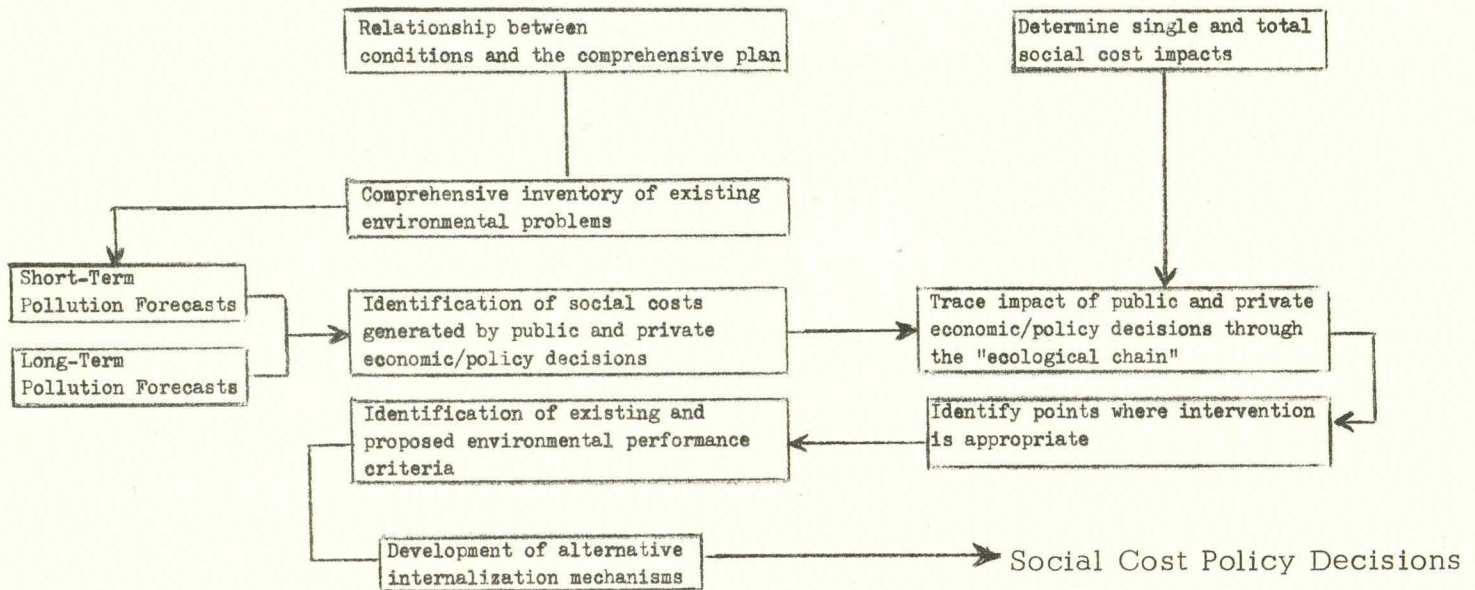 Relationship between
conditions and the comprehensive plan
Determine single and total
social cost impacts
Comprehensive inventory of existing
environmental problems
Short-Term
Pollution Forecasts
Long-Term
Pollution Forecasts
Identification of social costs
generated by public and private
economic/policy decisions
Trace impact of public and private
economic/policy decisions through
the "ecological chain"
Identify points where intervention
is appropriate
Identification of existing and
proposed environmental performance
criteria
Development of alternative
internalization mechanisms
Social Cost Policy Decisions